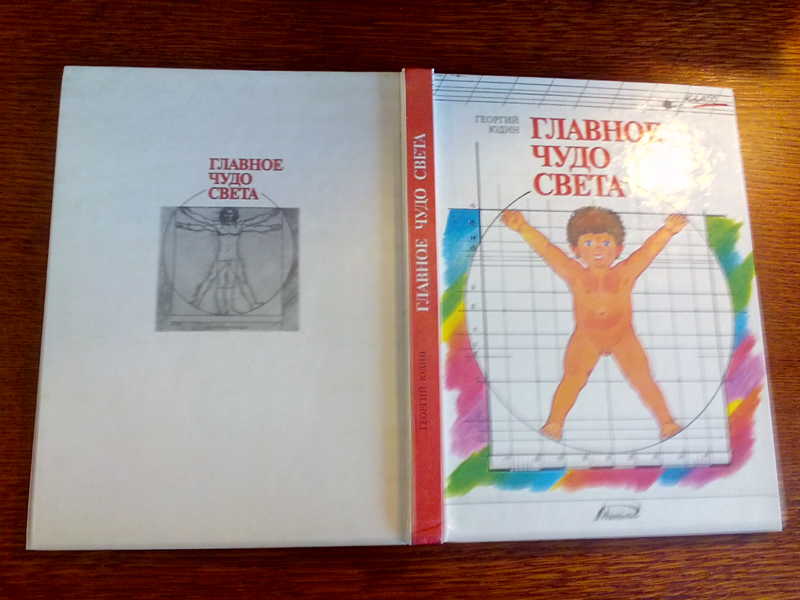 ГЛАВНОЕ
ЧУДО
СВЕТА
ГЕОРГИЙ ЮДИН
ГЛАВНОЕ ЧУДО СВЕТА
ГЕОРГИЙ
ЮДИН
ГЛАВНОЕ
ЧУДО
СВЕТА